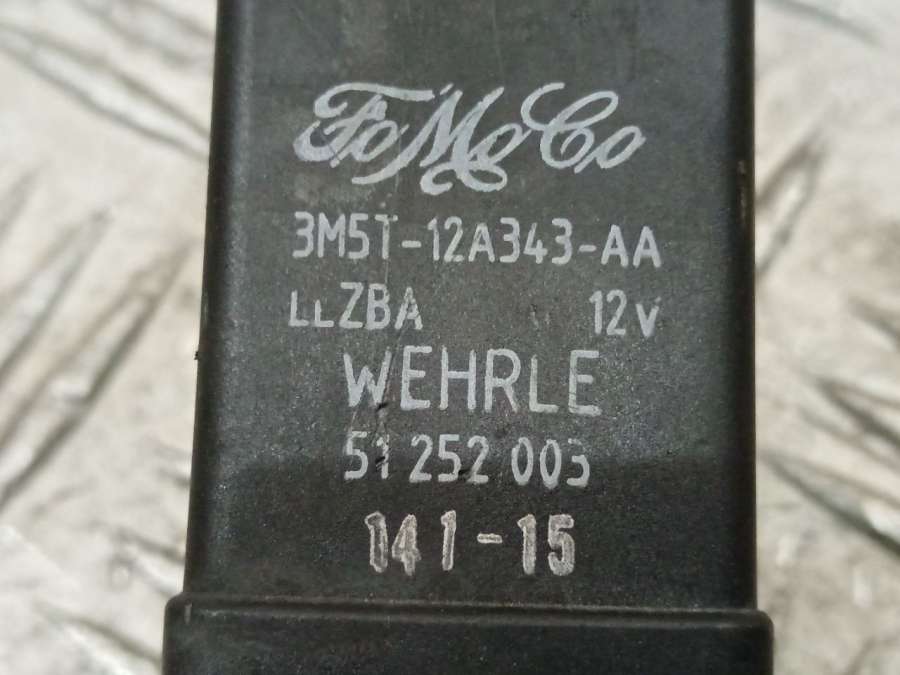 FoMoCo
3M5T-12A343-AA
LLZBA 12V
WEHRLE
51 252 003
141-15